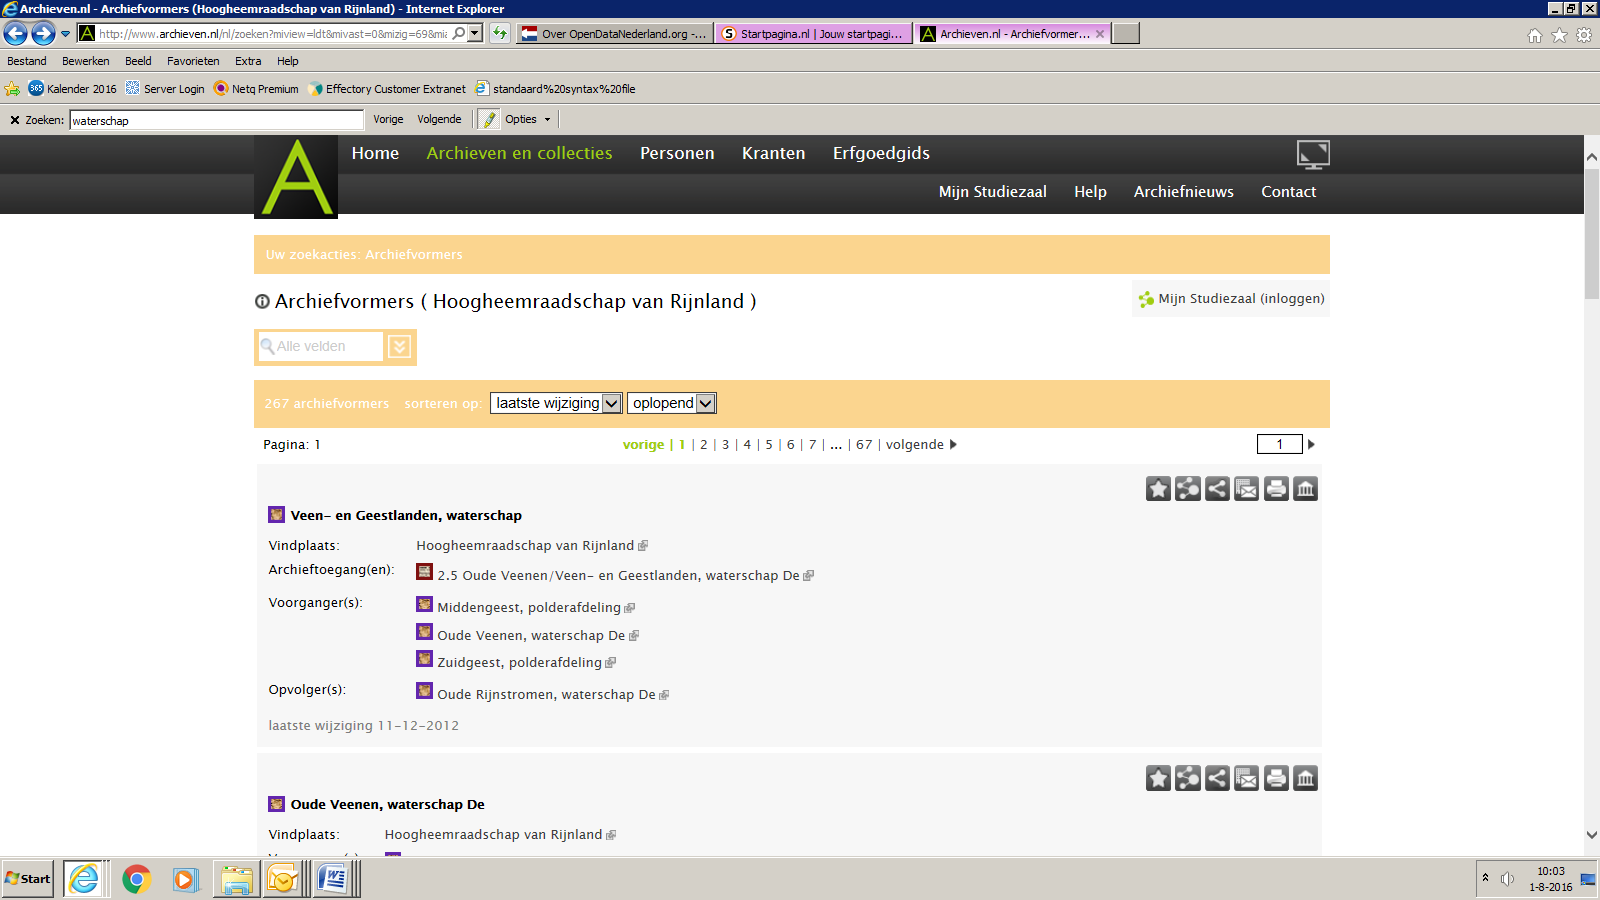 Archieven.nl - Archiefvormers (Hoogheemraadschap van Rijnland) - Internet Explorer
http://www.archieven.nl/nl/zoeken?miview=ldt&mivast=0&mizig=69&mi
Over OpenDataNederland.org -...
Startpagina.nl | Jouw startpagi...
Archieven.nl - Archiefvormer...
Bestand Bewerken Beeld Favorieten Extra Help
365 Kalender 2016 Server Login Netq Premium Effectory Customer Extranet standaard%20syntax%20file
Zoeken: waterschap Vorige Volgende Opties
A Home Archieven en collecties Personen Kranten Erfgoedgids
Mijn Studiezaal Help Archiefnieuws Contact
Uw zoekacties: Archiefvormers
Archiefvormers ( Hoogheemraadschap van Rijnland )
Mijn Studiezaal (inloggen)
Alle velden
267 archiefvormers sorteren op: laatste wijziging oplopend
Pagina: 1 vorige | 1 | 2 | 3 | 4 | 5 | 6 | 7 | ... | 67 | volgende 1
Veen- en Geestlanden, waterschap
Vindplaats: Hoogheemraadschap van Rijnland
Archieftoegang(en): 2.5 Oude Veenen/Veen- en Geestlanden, waterschap De
Voorganger(s): Middengeest, polderafdeling
Oude Veenen, waterschap De
Zuidgeest, polderafdeling
Opvolger(s): Oude Rijnstromen, waterschap De
laatste wijziging 11-12-2012
Oude Veenen, waterschap De
Vindplaats: Hoogheemraadschap van Rijnland
Start
10:03
1-8-2016